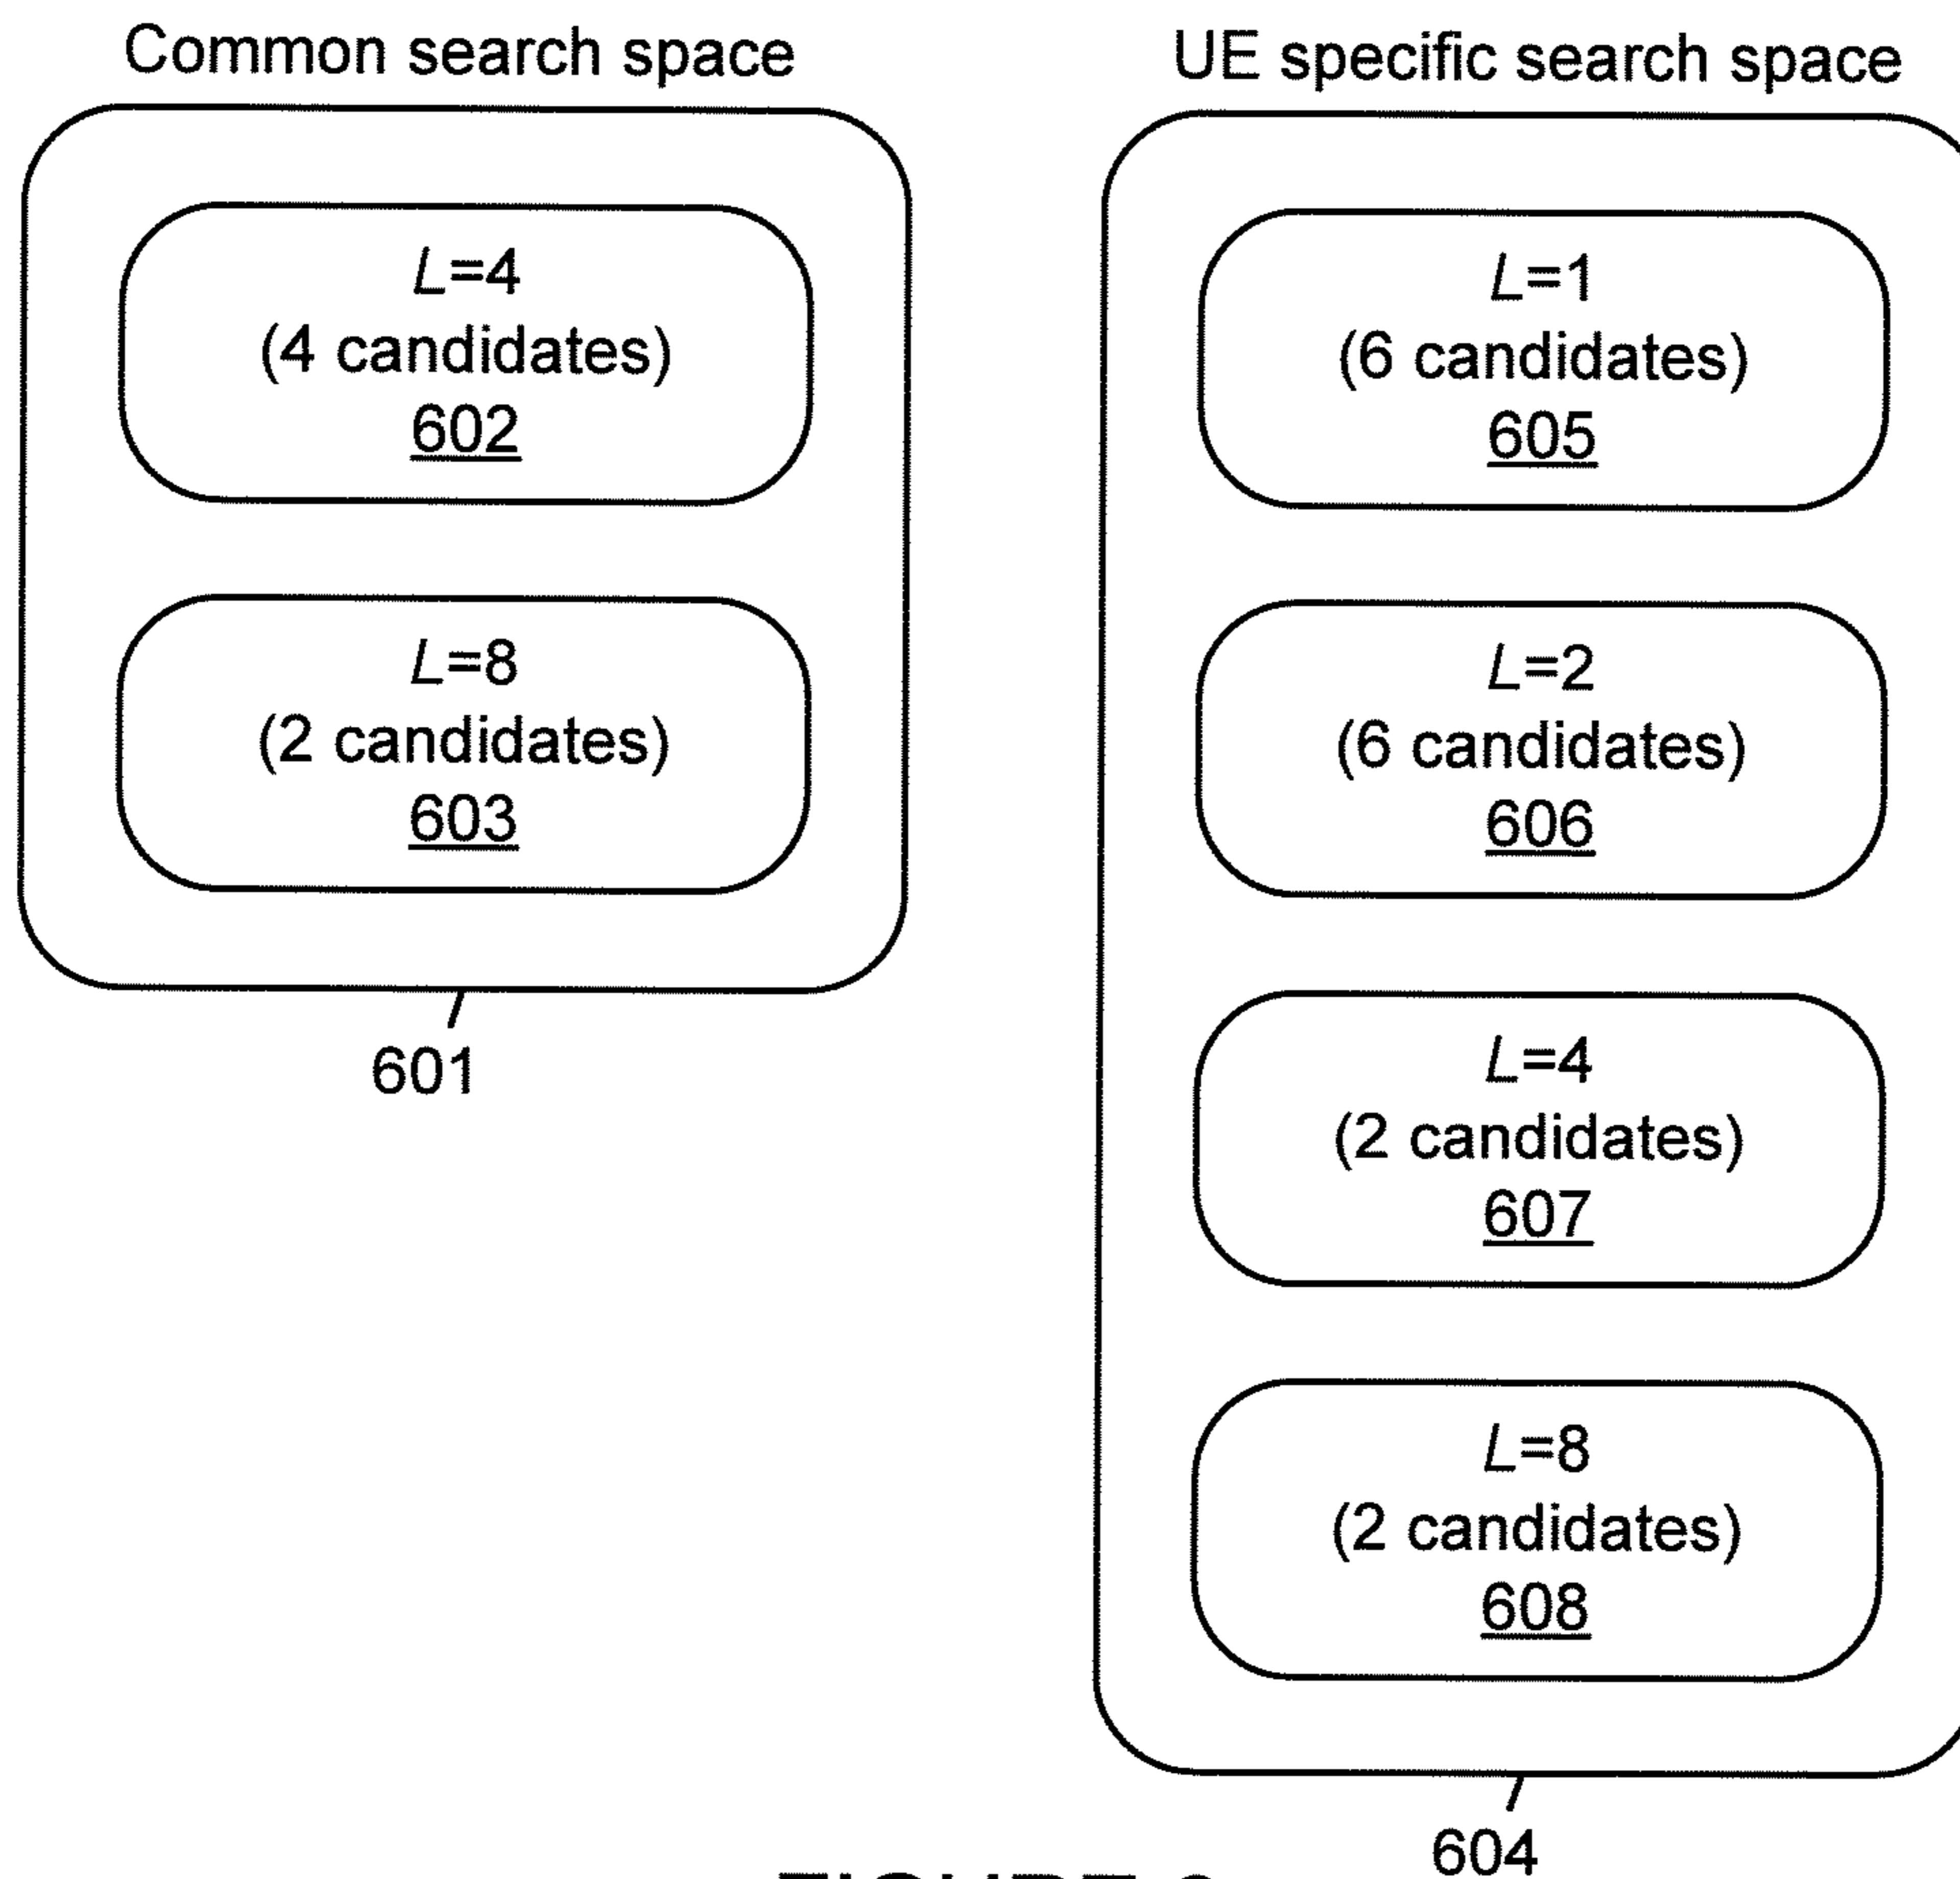 Common search space
L=4
(4 candidates)
602
L=8
(2 candidates)
603
601
UE specific search space
L=1
(6 candidates)
605
L=2
(6 candidates)
606
L=4
(2 candidates)
607
L=8
(2 candidates)
608
604